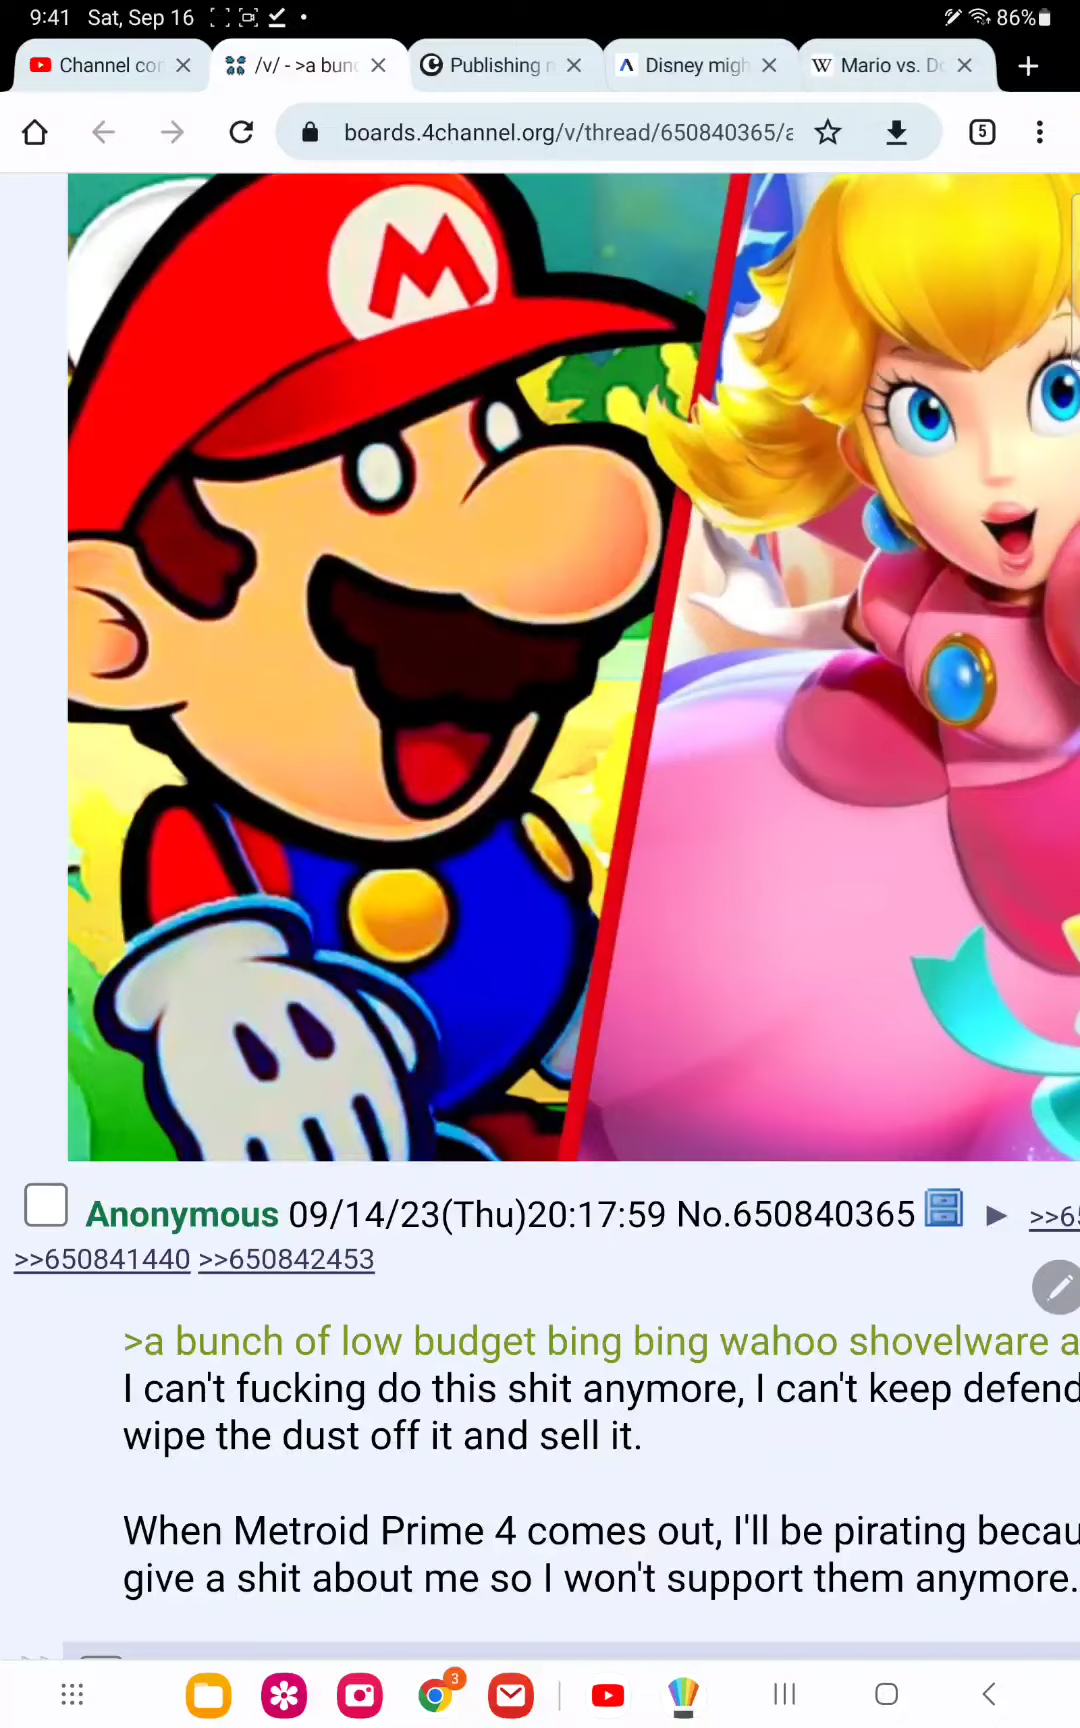 9:41 Sat, Sep 16 86%
Channel con /v/ - >a bunc Publishing n Disney migh Mario vs. Do
boards.4channel.org/v/thread/650840365/a 5
M
Anonymous 09/14/23(Thu)20:17:59 No.650840365 ▶ >>65
>>650841440 >>650842453
>a bunch of low budget bing bing wahoo shovelware a
I can't fucking do this shit anymore, I can't keep defend
wipe the dust off it and sell it.
When Metroid Prime 4 comes out, I'll be pirating becau
give a shit about me so I won't support them anymore.
3